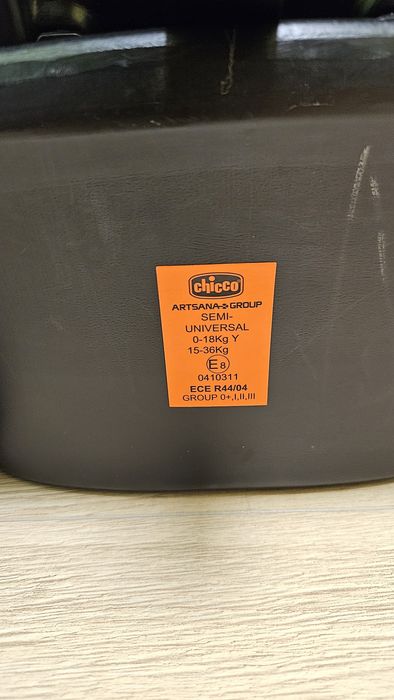 chicco
ARTSANA GROUP
SEMI-
UNIVERSAL
0-18Kg Y
15-36Kg
E8
0410311
ECE R44/04
GROUP 0+,I,II,III